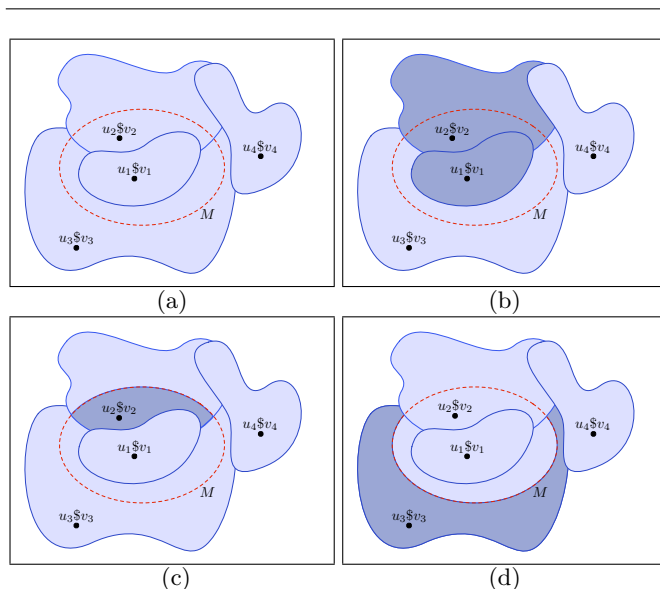 u₂$v₂
u₄$v₄
u₁$v₁
M
u₃$v₃
(a)
u₂$v₂
u₄$v₄
u₁$v₁
M
u₃$v₃
(b)
u₂$v₂
u₄$v₄
u₁$v₁
M
u₃$v₃
(c)
u₂$v₂
u₄$v₄
u₁$v₁
M
u₃$v₃
(d)